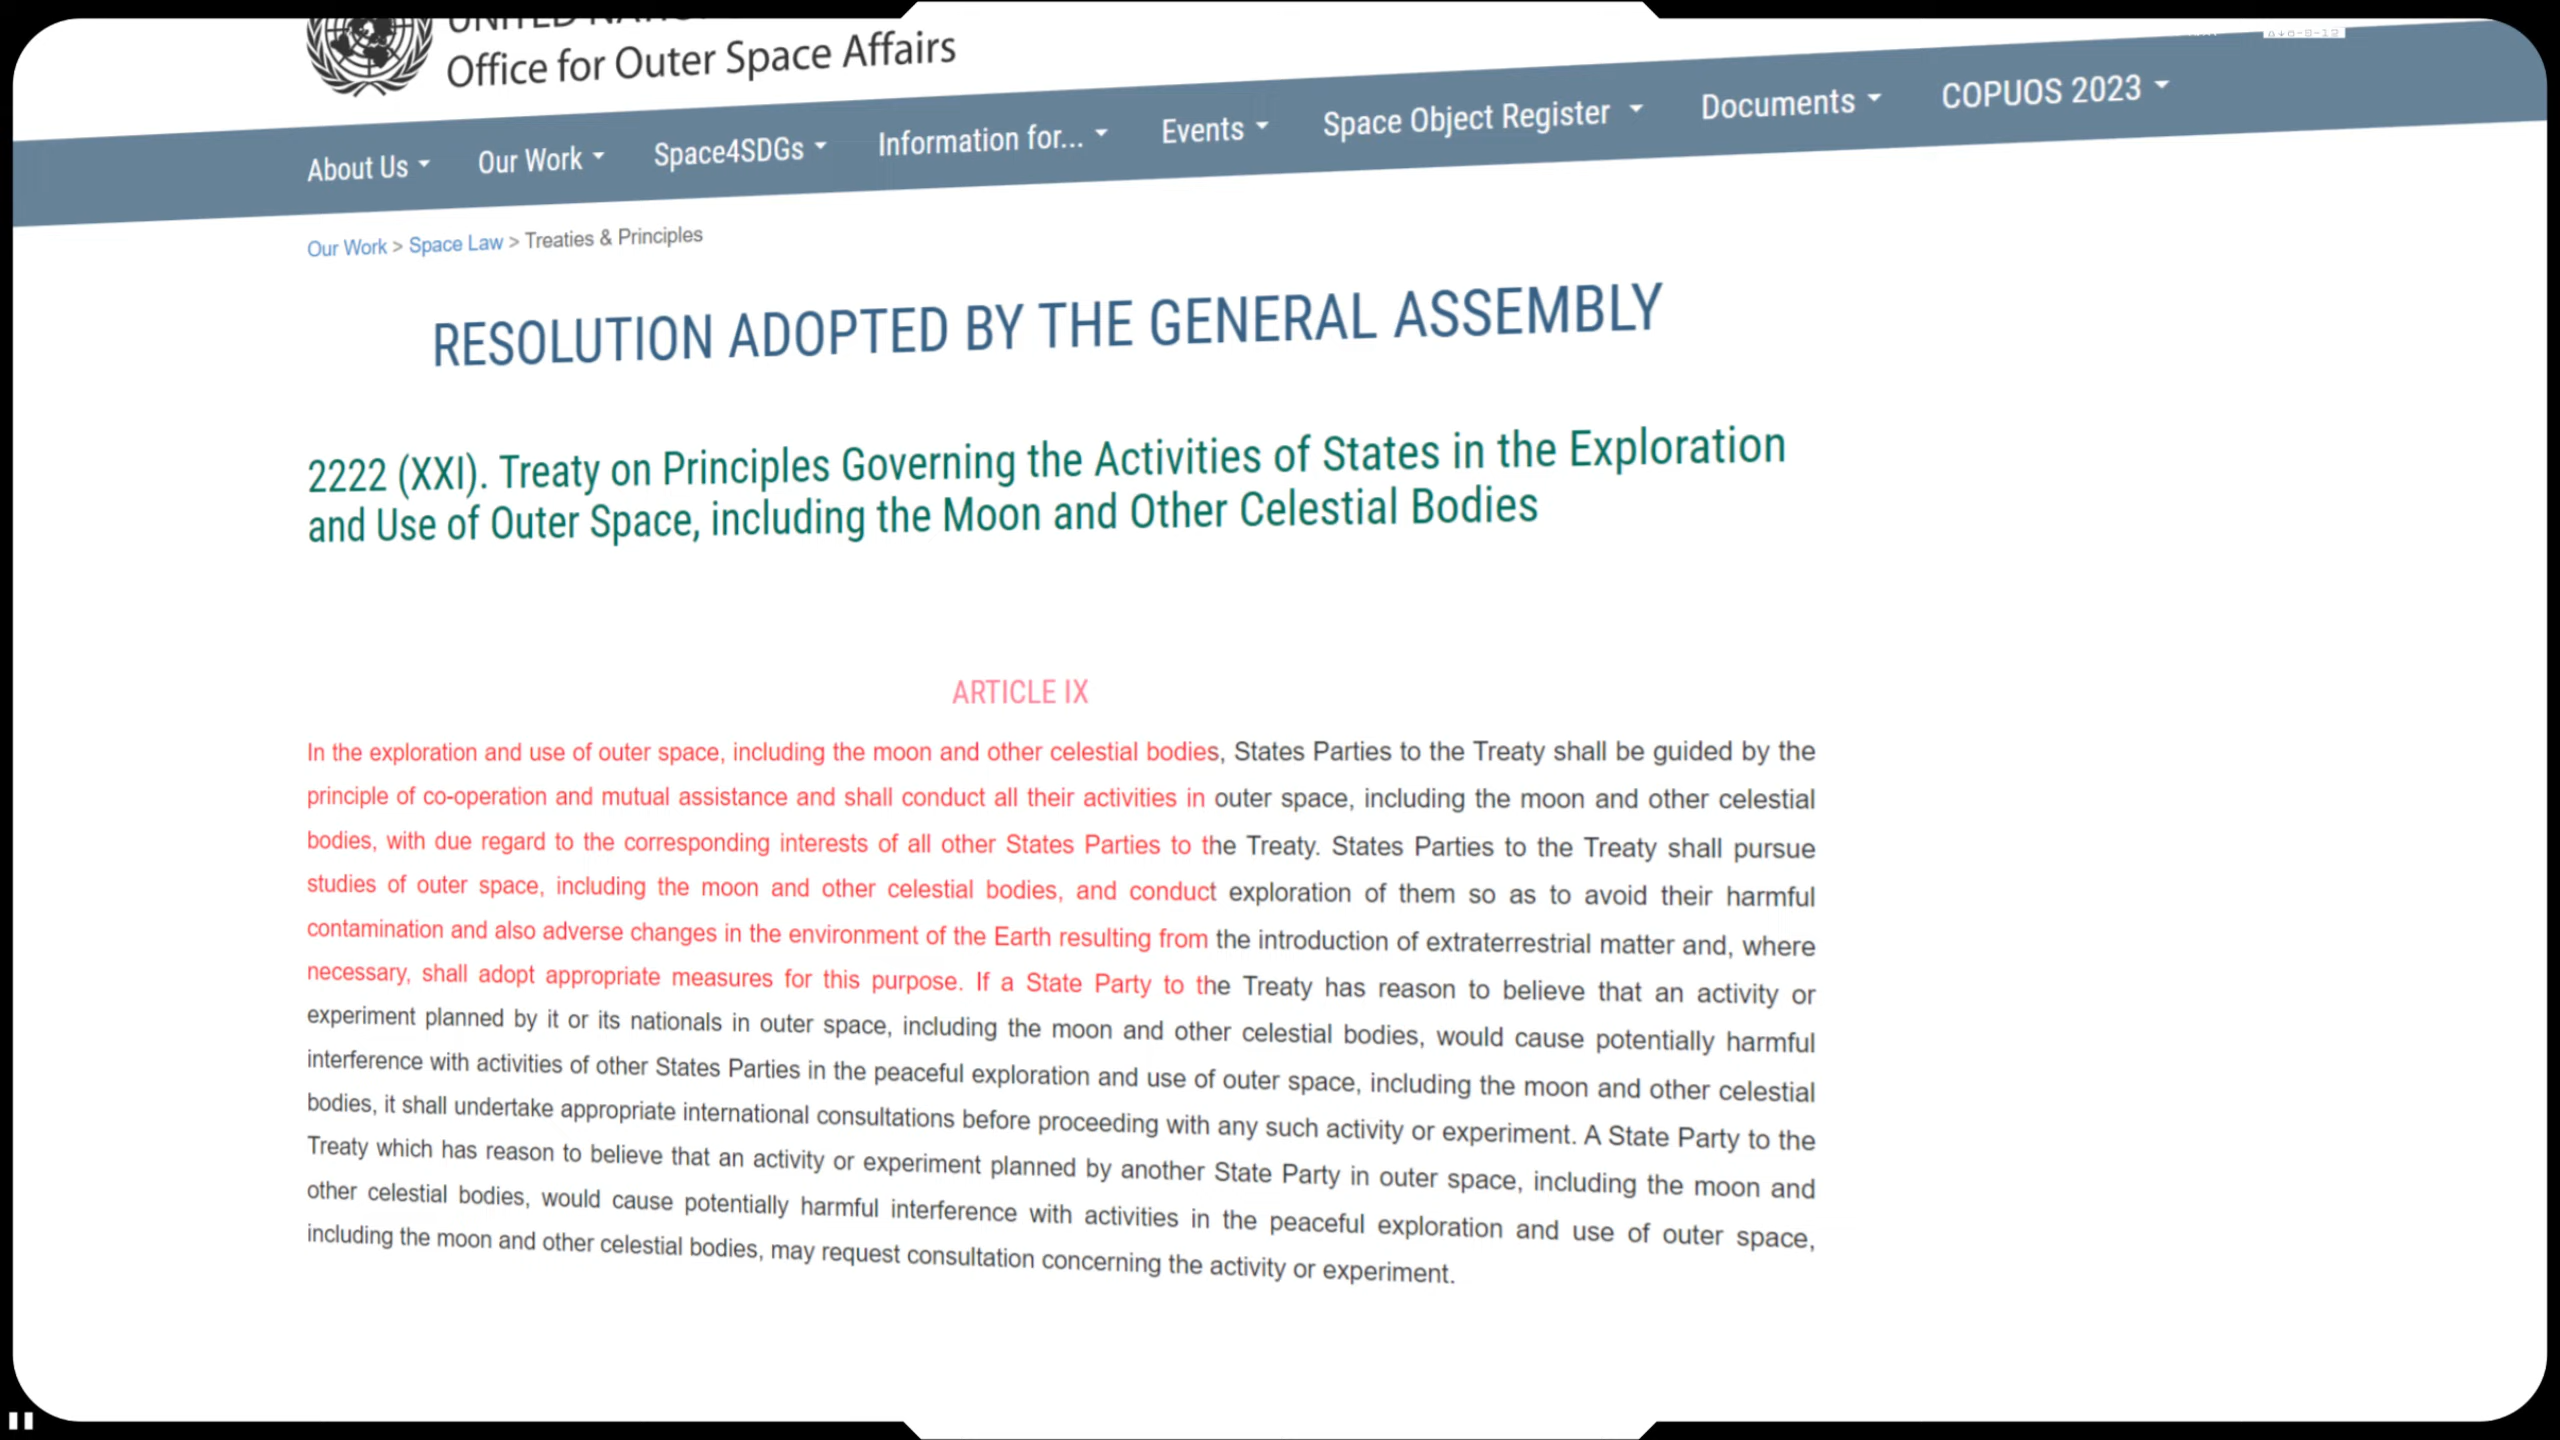 Office for Outer Space Affairs
About Us
Our Work
Space4SDGs
Information for...
Events
Space Object Register
Documents
COPUOS 2023
Our Work > Space Law > Treaties & Principles
RESOLUTION ADOPTED BY THE GENERAL ASSEMBLY
2222 (XXI). Treaty on Principles Governing the Activities of States in the Exploration
and Use of Outer Space, including the Moon and Other Celestial Bodies
ARTICLE IX
In the exploration and use of outer space, including the moon and other celestial bodies, States Parties to the Treaty shall be guided by the
principle of co-operation and mutual assistance and shall conduct all their activities in outer space, including the moon and other celestial
bodies, with due regard to the corresponding interests of all other States Parties to the Treaty. States Parties to the Treaty shall pursue
studies of outer space, including the moon and other celestial bodies, and conduct exploration of them so as to avoid their harmful
contamination and also adverse changes in the environment of the Earth resulting from the introduction of extraterrestrial matter and, where
necessary, shall adopt appropriate measures for this purpose. If a State Party to the Treaty has reason to believe that an activity or
experiment planned by it or its nationals in outer space, including the moon and other celestial bodies, would cause potentially harmful
interference with activities of other States Parties in the peaceful exploration and use of outer space, including the moon and other celestial
bodies, it shall undertake appropriate international consultations before proceeding with any such activity or experiment. A State Party to the
Treaty which has reason to believe that an activity or experiment planned by another State Party in outer space, including the moon and
other celestial bodies, would cause potentially harmful interference with activities in the peaceful exploration and use of outer space,
including the moon and other celestial bodies, may request consultation concerning the activity or experiment.